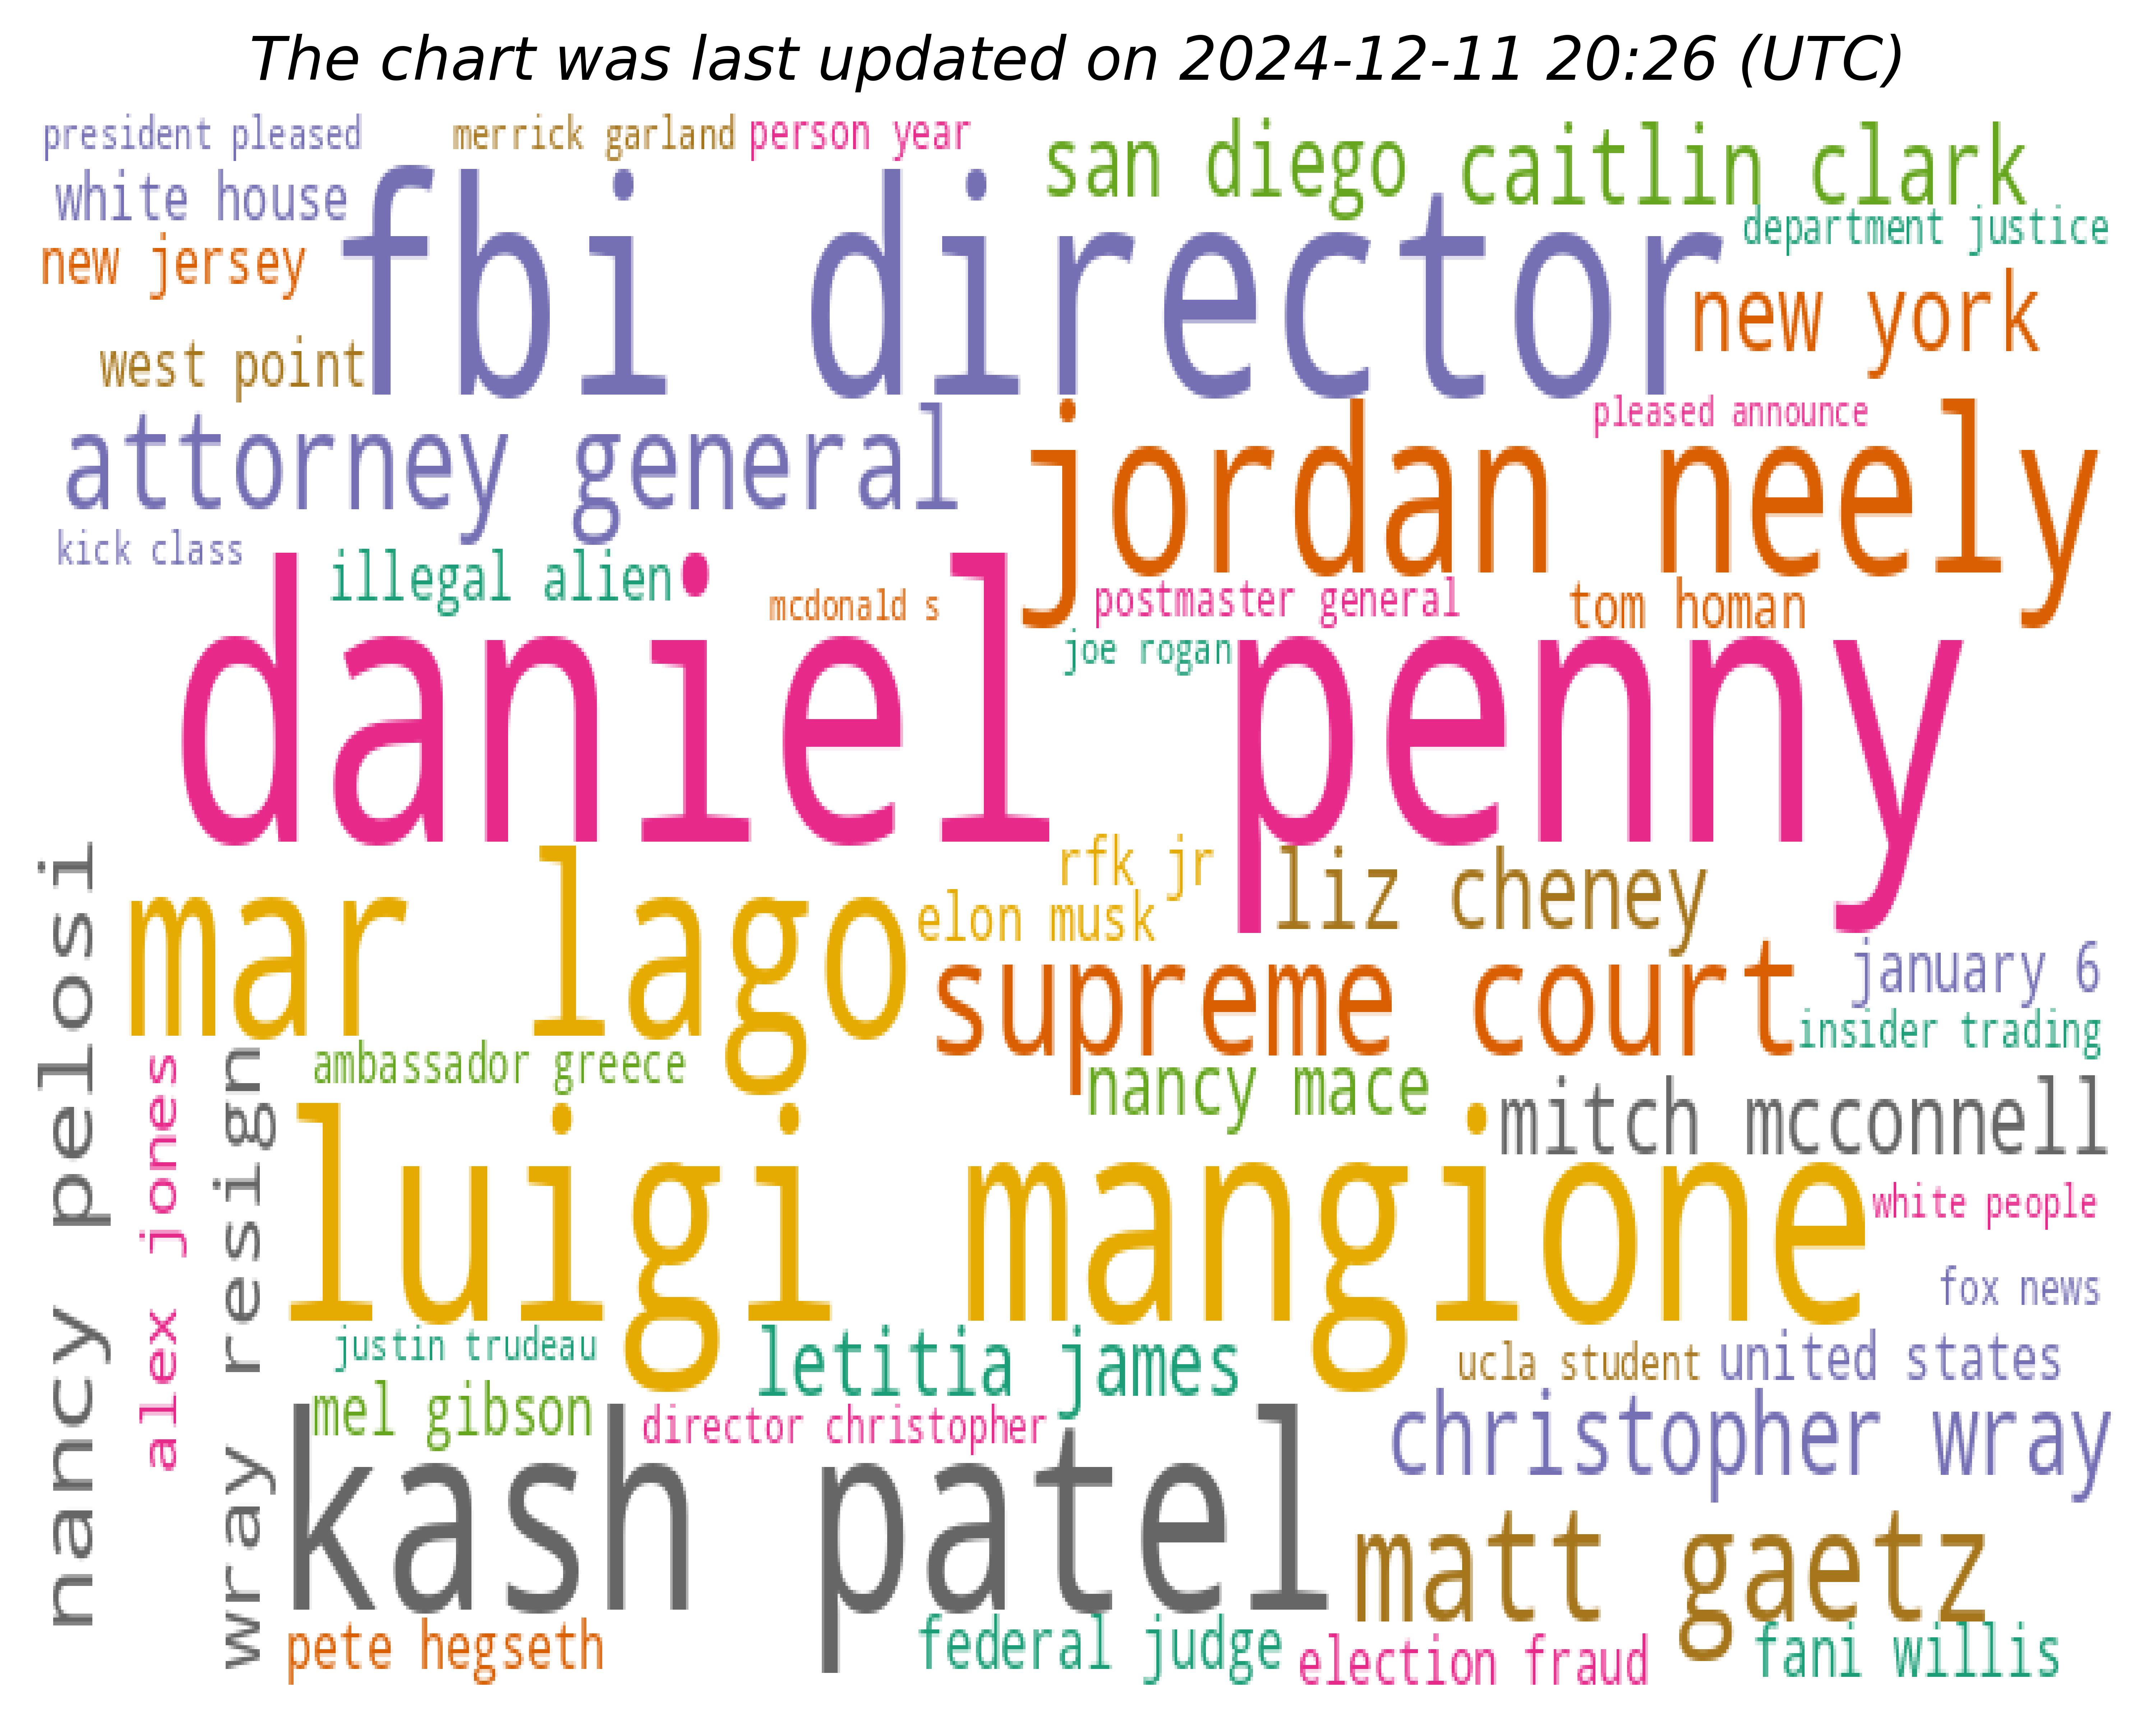 The chart was last updated on 2024-12-11 20:26 (UTC)
president pleased
merrick garland
person year
san diego
caitlin clark
white house
fbi director
department justice
new jersey
new york
west point
pleased announce
attorney general
jordan neely
kick class
illegal alien
mcdonald s
postmaster general
tom homan
joe rogan
daniel penny
rfk jr
liz cheney
elon musk
mar lago
supreme court
january 6
insider trading
nancy pelosi
alex jones
wray resign
ambassador greece
nancy mace
mitch mcconnell
luigi mangione
white people
fox news
justin trudeau
letitia james
ucla student
united states
mel gibson
director christopher
christopher wray
kash patel
matt gaetz
pete hegseth
federal judge
election fraud
fani willis